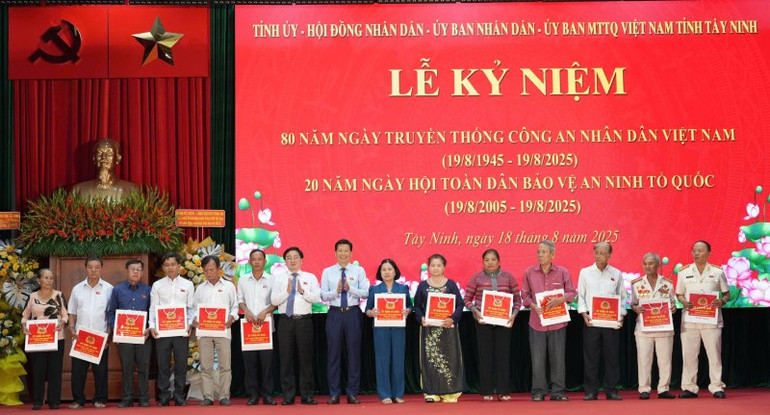 TỈNH ỦY - HỘI ĐỒNG NHÂN DÂN - ỦY BAN NHÂN DÂN - ỦY BAN MTTQ VIỆT NAM TỈNH TÂY NINH
LỄ KỶ NIỆM
80 NĂM NGÀY TRUYỀN THỐNG CÔNG AN NHÂN DÂN VIỆT NAM
(19/8/1945 - 19/8/2025)
20 NĂM NGÀY HỘI TOÀN DÂN BẢO VỆ AN NINH TỔ QUỐC
(19/8/2005 - 19/8/2025)
Tây Ninh, ngày 18 tháng 8 năm 2025